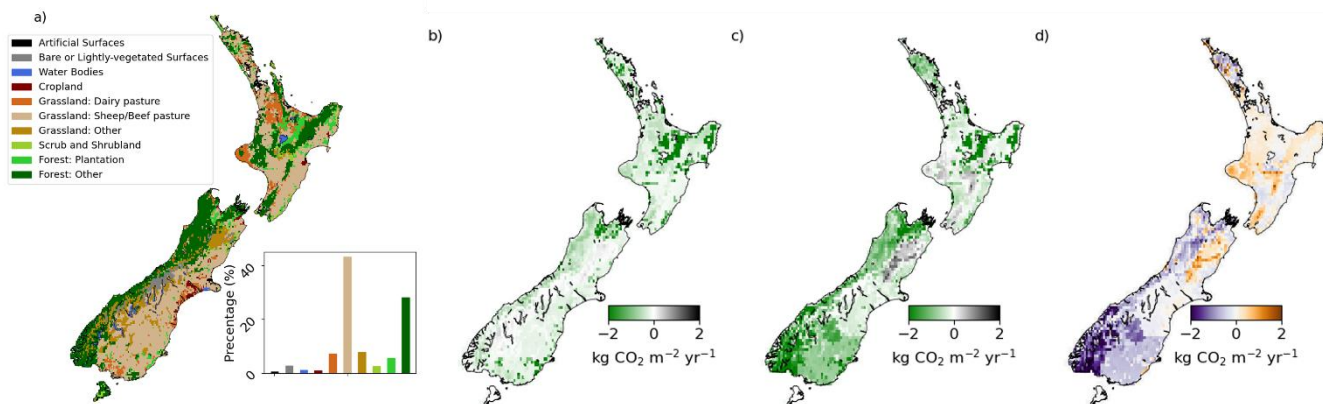 a)
Artificial Surfaces
Bare or Lightly-vegetated Surfaces
Water Bodies
Cropland
Grassland: Dairy pasture
Grassland: Sheep/Beef pasture
Grassland: Other
Scrub and Shrubland
Forest: Plantation
Forest: Other
Precentage (%)
40
20
0
b)
−2 0 2
kg CO₂ m⁻² yr⁻¹
c)
−2 0 2
kg CO₂ m⁻² yr⁻¹
d)
−2 0 2
kg CO₂ m⁻² yr⁻¹